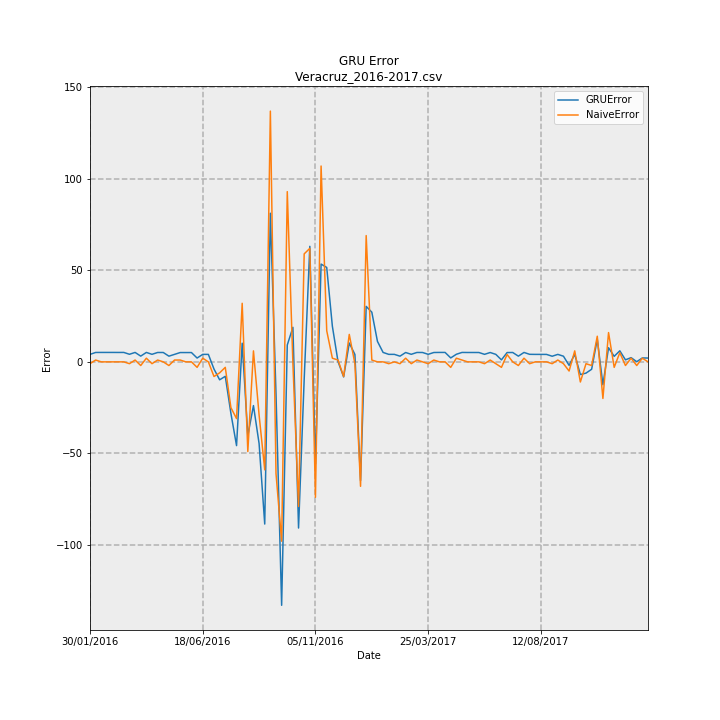 GRU Error
Veracruz_2016-2017.csv
GRUError
NaiveError
150
100
50
0
−50
−100
Error
30/01/2016
18/06/2016
05/11/2016
25/03/2017
12/08/2017
Date